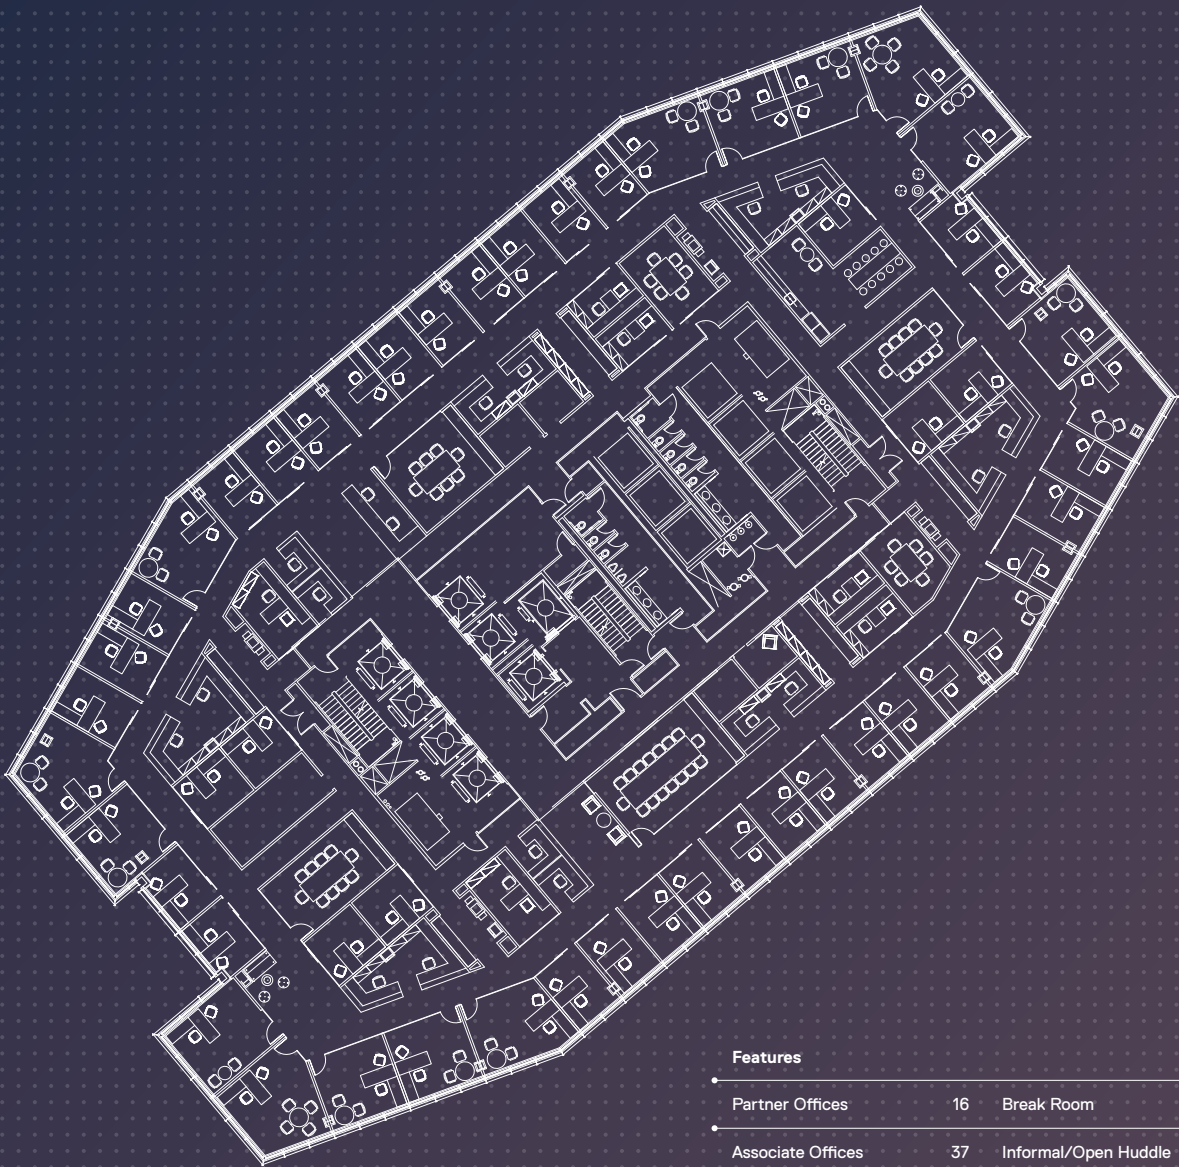 Features
Partner Offices 16 Break Room
Associate Offices 37 Informal/Open Huddle